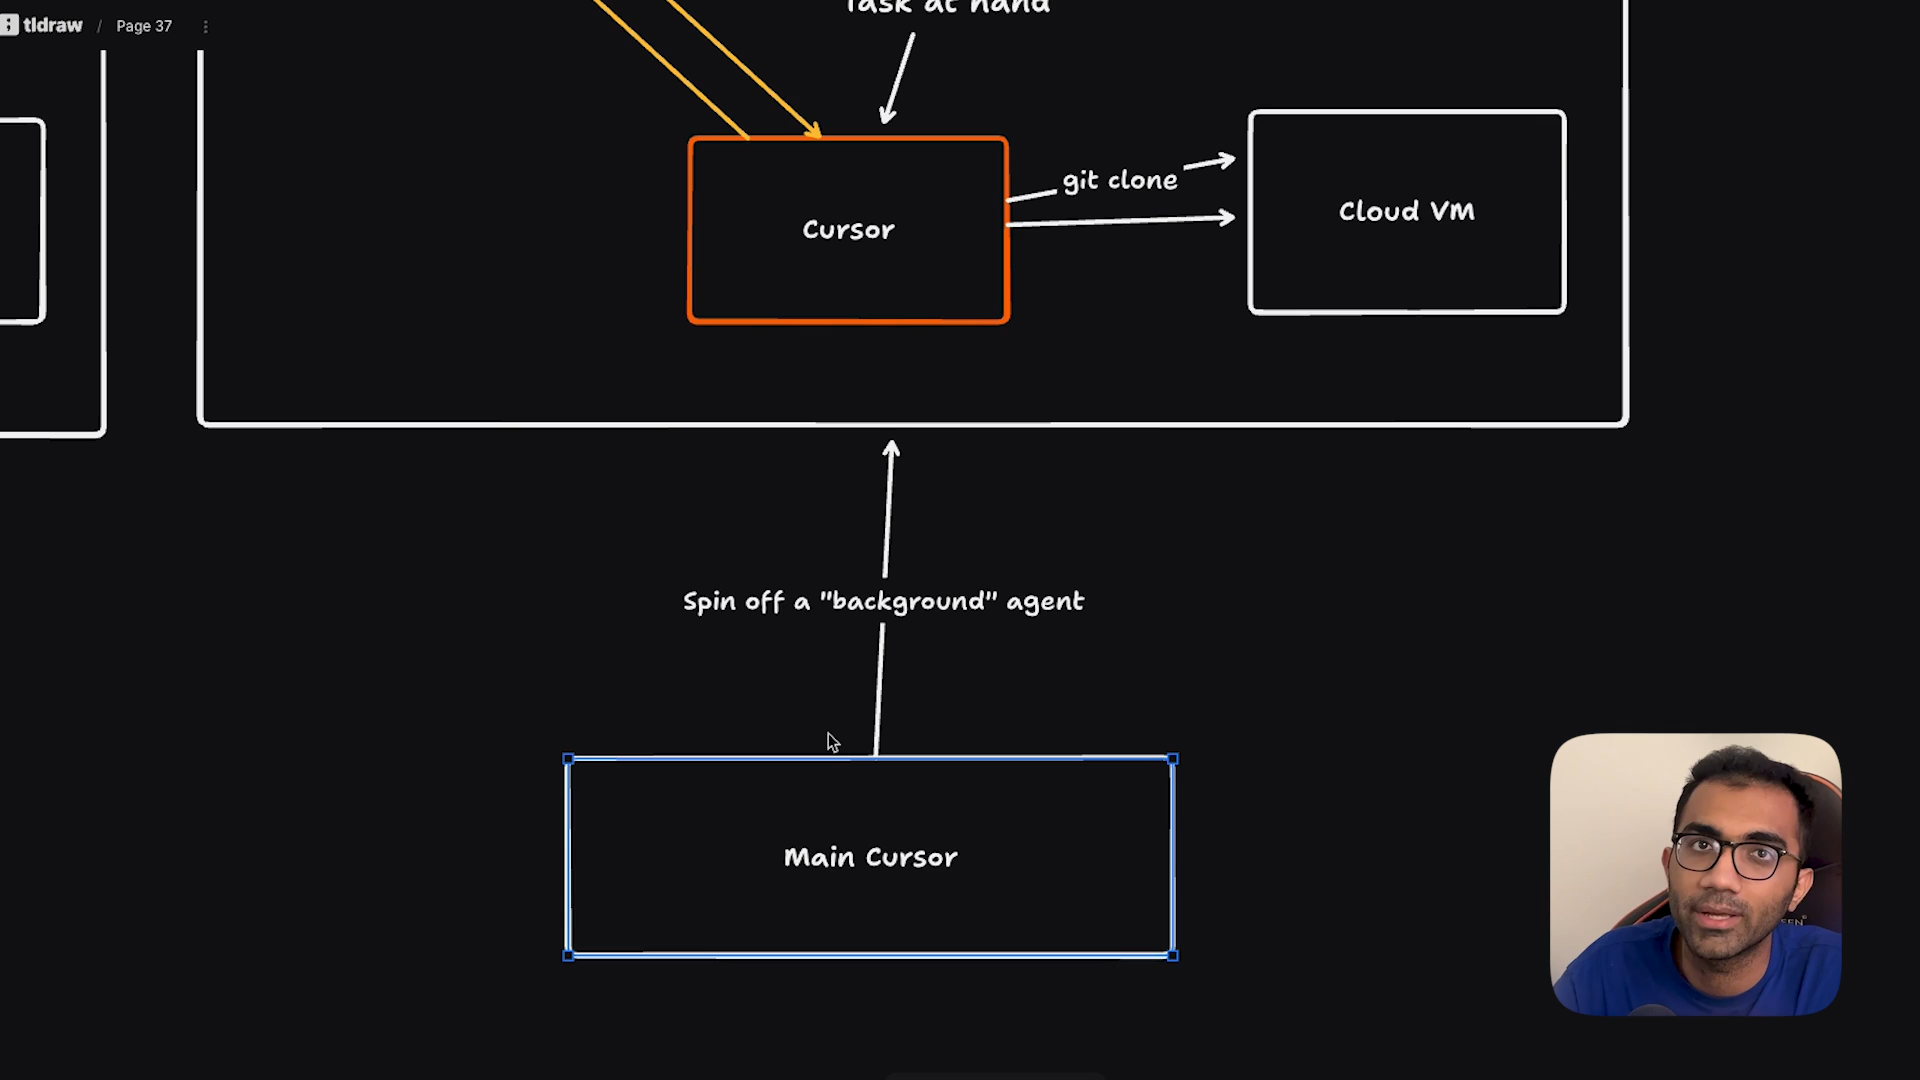 tldraw / Page 37
Task at hand
git clone
Cloud VM
Cursor
Spin off a "background" agent
Main Cursor